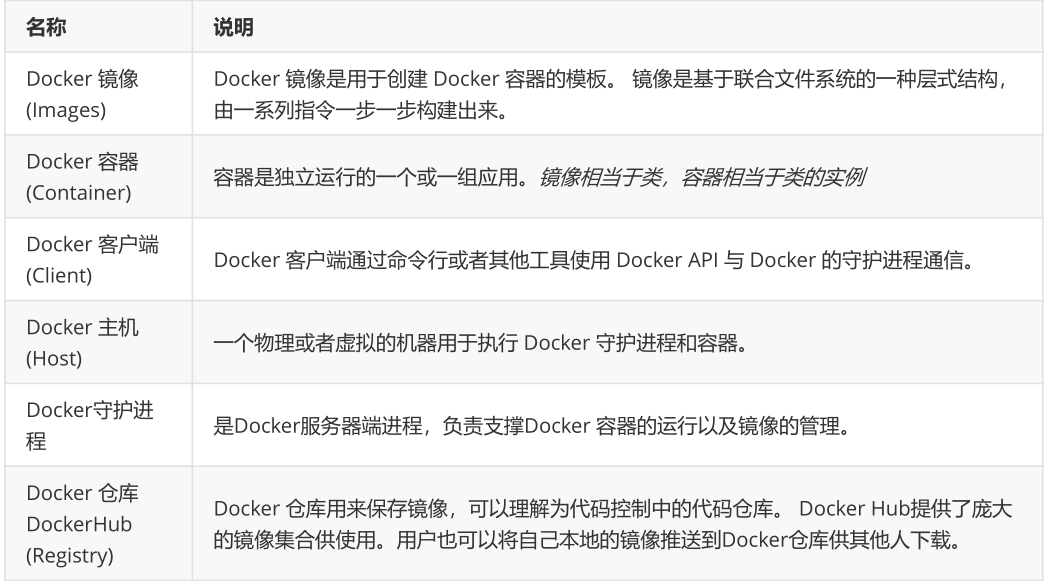 名称
说明
Docker 镜像
(Images)
Docker 镜像是用于创建 Docker 容器的模板。 镜像是基于联合文件系统的一种层式结构，
由一系列指令一步一步构建出来。
Docker 容器
(Container)
容器是独立运行的一个或一组应用。镜像相当于类，容器相当于类的实例
Docker 客户端
(Client)
Docker 客户端通过命令行或者其他工具使用 Docker API 与 Docker 的守护进程通信。
Docker 主机
(Host)
一个物理或者虚拟的机器用于执行 Docker 守护进程和容器。
Docker守护进
程
是Docker服务器端进程，负责支撑Docker 容器的运行以及镜像的管理。
Docker 仓库
DockerHub
(Registry)
Docker 仓库用来保存镜像，可以理解为代码控制中的代码仓库。 Docker Hub提供了庞大
的镜像集合供使用。用户也可以将自己本地的镜像推送到Docker仓库供其他人下载。